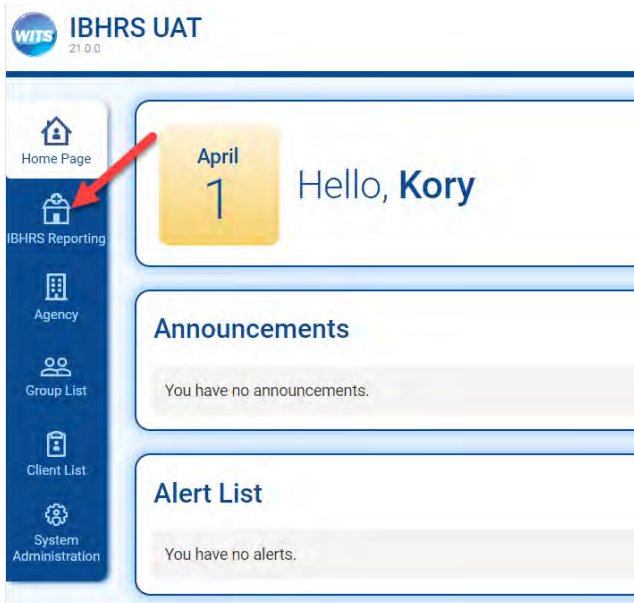 WITS
IBHRS UAT
21.0.0
Home Page
IBHRS Reporting
Agency
Group List
Client List
System
Administration
April
1
Hello, Kory
Announcements
You have no announcements.
Alert List
You have no alerts.